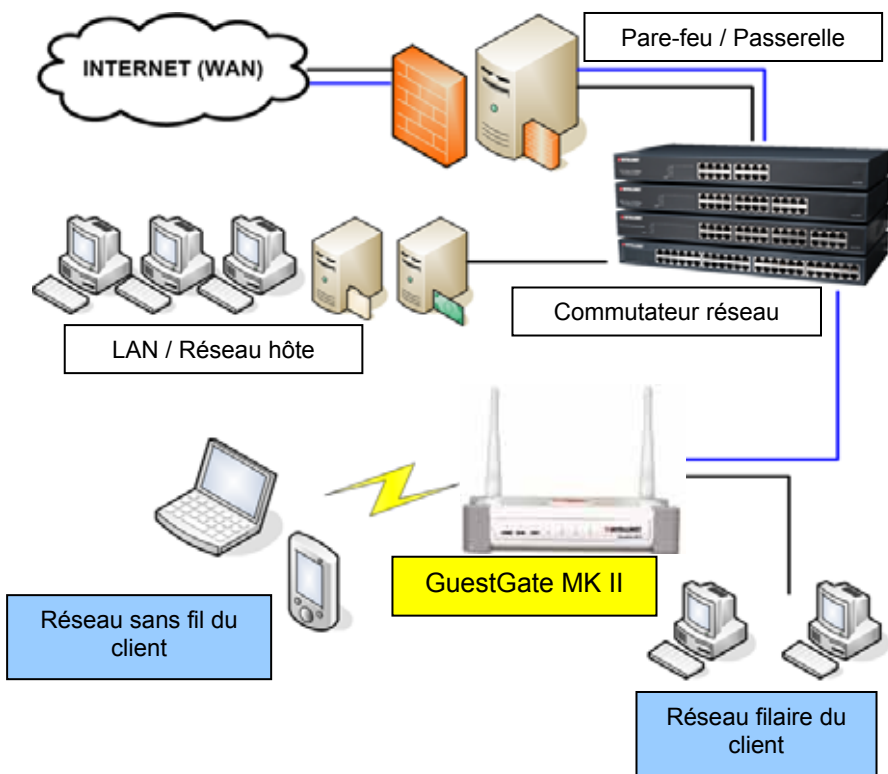 INTERNET (WAN)
Pare-feu / Passerelle
Commutateur réseau
LAN / Réseau hôte
GuestGate MK II
Réseau sans fil du
client
Réseau filaire du
client